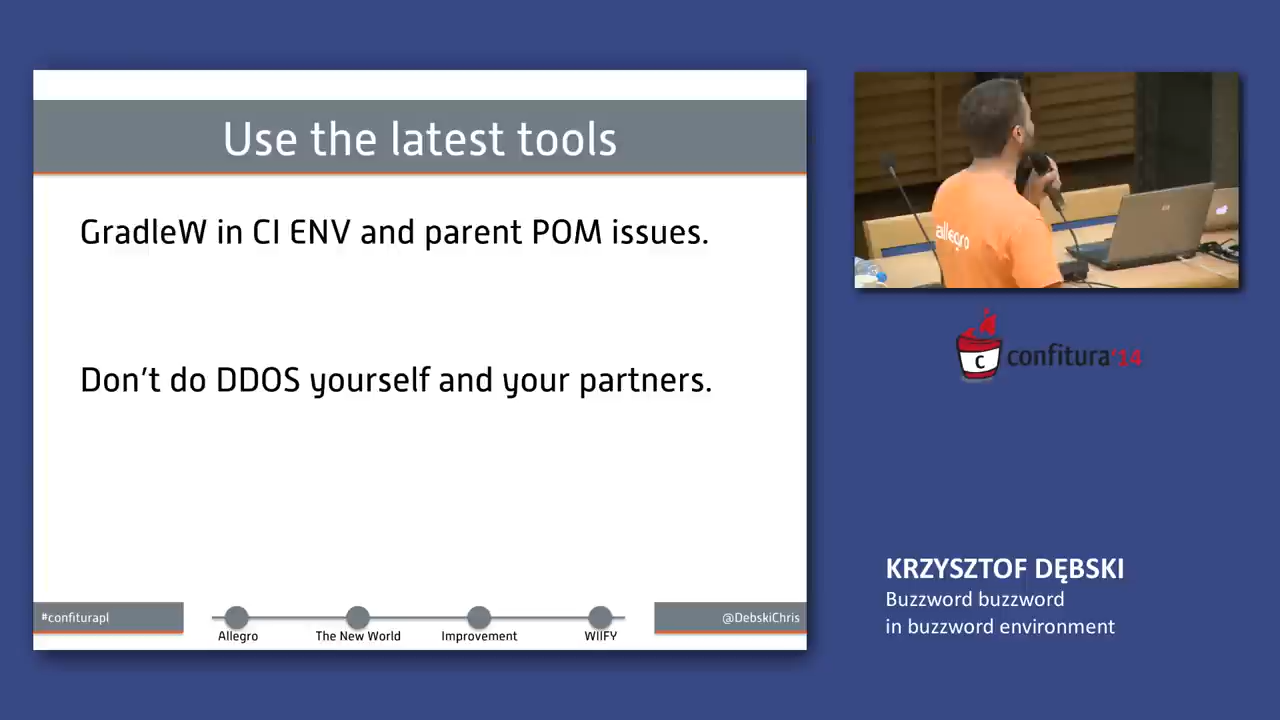 Use the latest tools
GradleW in CI ENV and parent POM issues.
Don't do DDOS yourself and your partners.
#confiturapl
Allegro
The New World
Improvement
WIIFY
@DebskiChris
allegro
C
confitura'14
KRZYSZTOF DĘBSKI
Buzzword buzzword
in buzzword environment